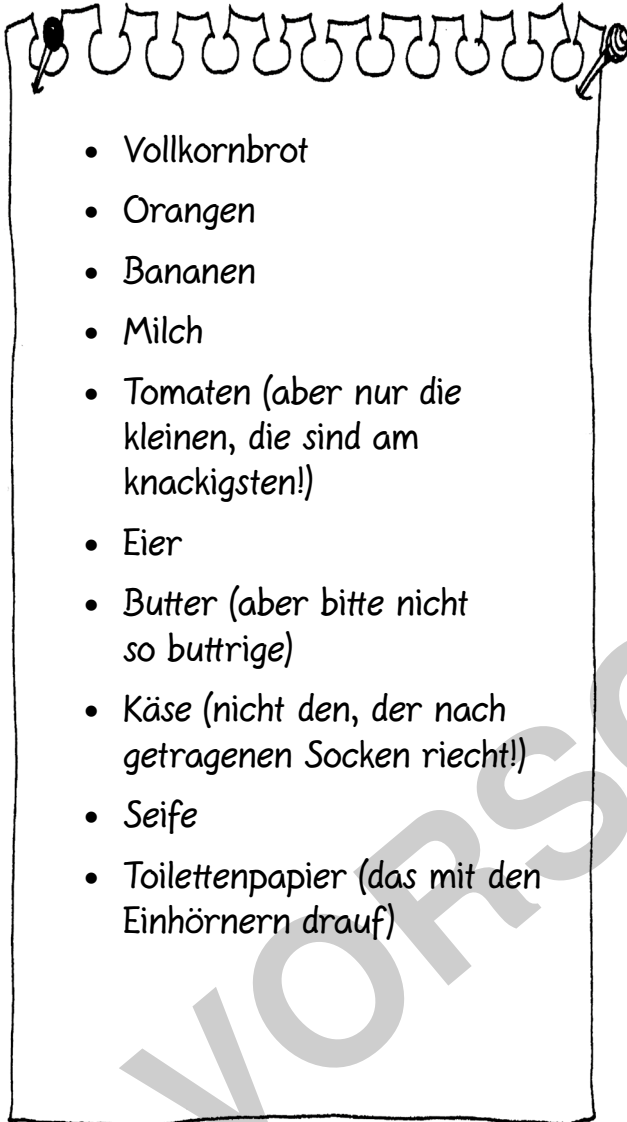 • Vollkornbrot
• Orangen
• Bananen
• Milch
• Tomaten (aber nur die
kleinen, die sind am
knackigsten!)
• Eier
• Butter (aber bitte nicht
so buttrige)
• Käse (nicht den, der nach
getragenen Socken riecht!)
• Seife
• Toilettenpapier (das mit den
Einhörnern drauf)